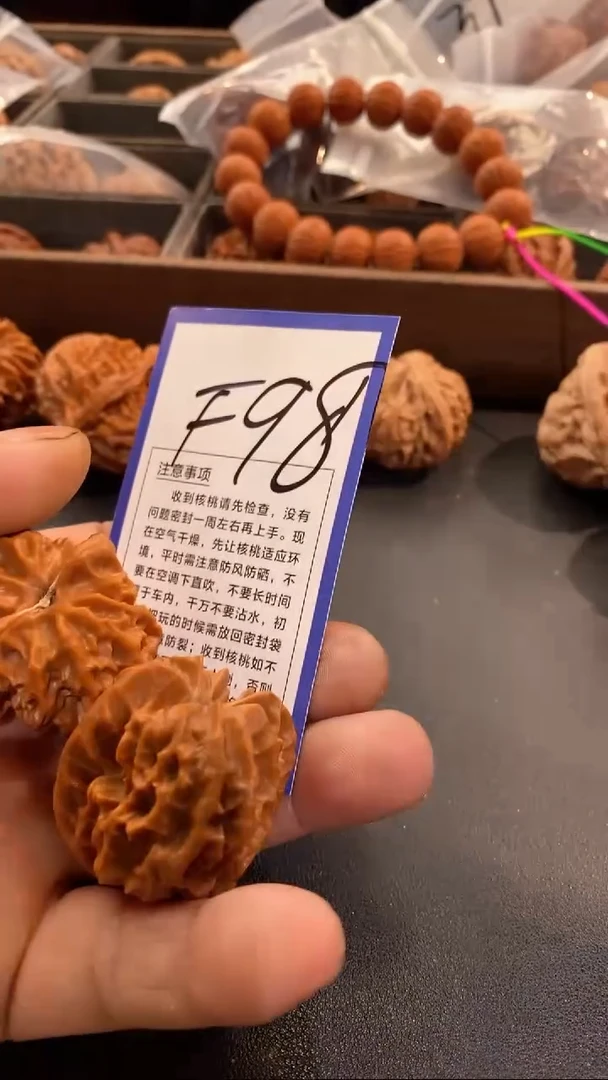 F98
注意事项
收到核桃请先检查，没有
问题密封一周左右再上手。现
在空气干燥，先让核桃适应环
境，平时需注意防风防晒，不
要在空调下直吹，不要长时间
于车内，千万不要沾水，初
玩的时候需放回密封袋
防裂；收到核桃如不
，否则